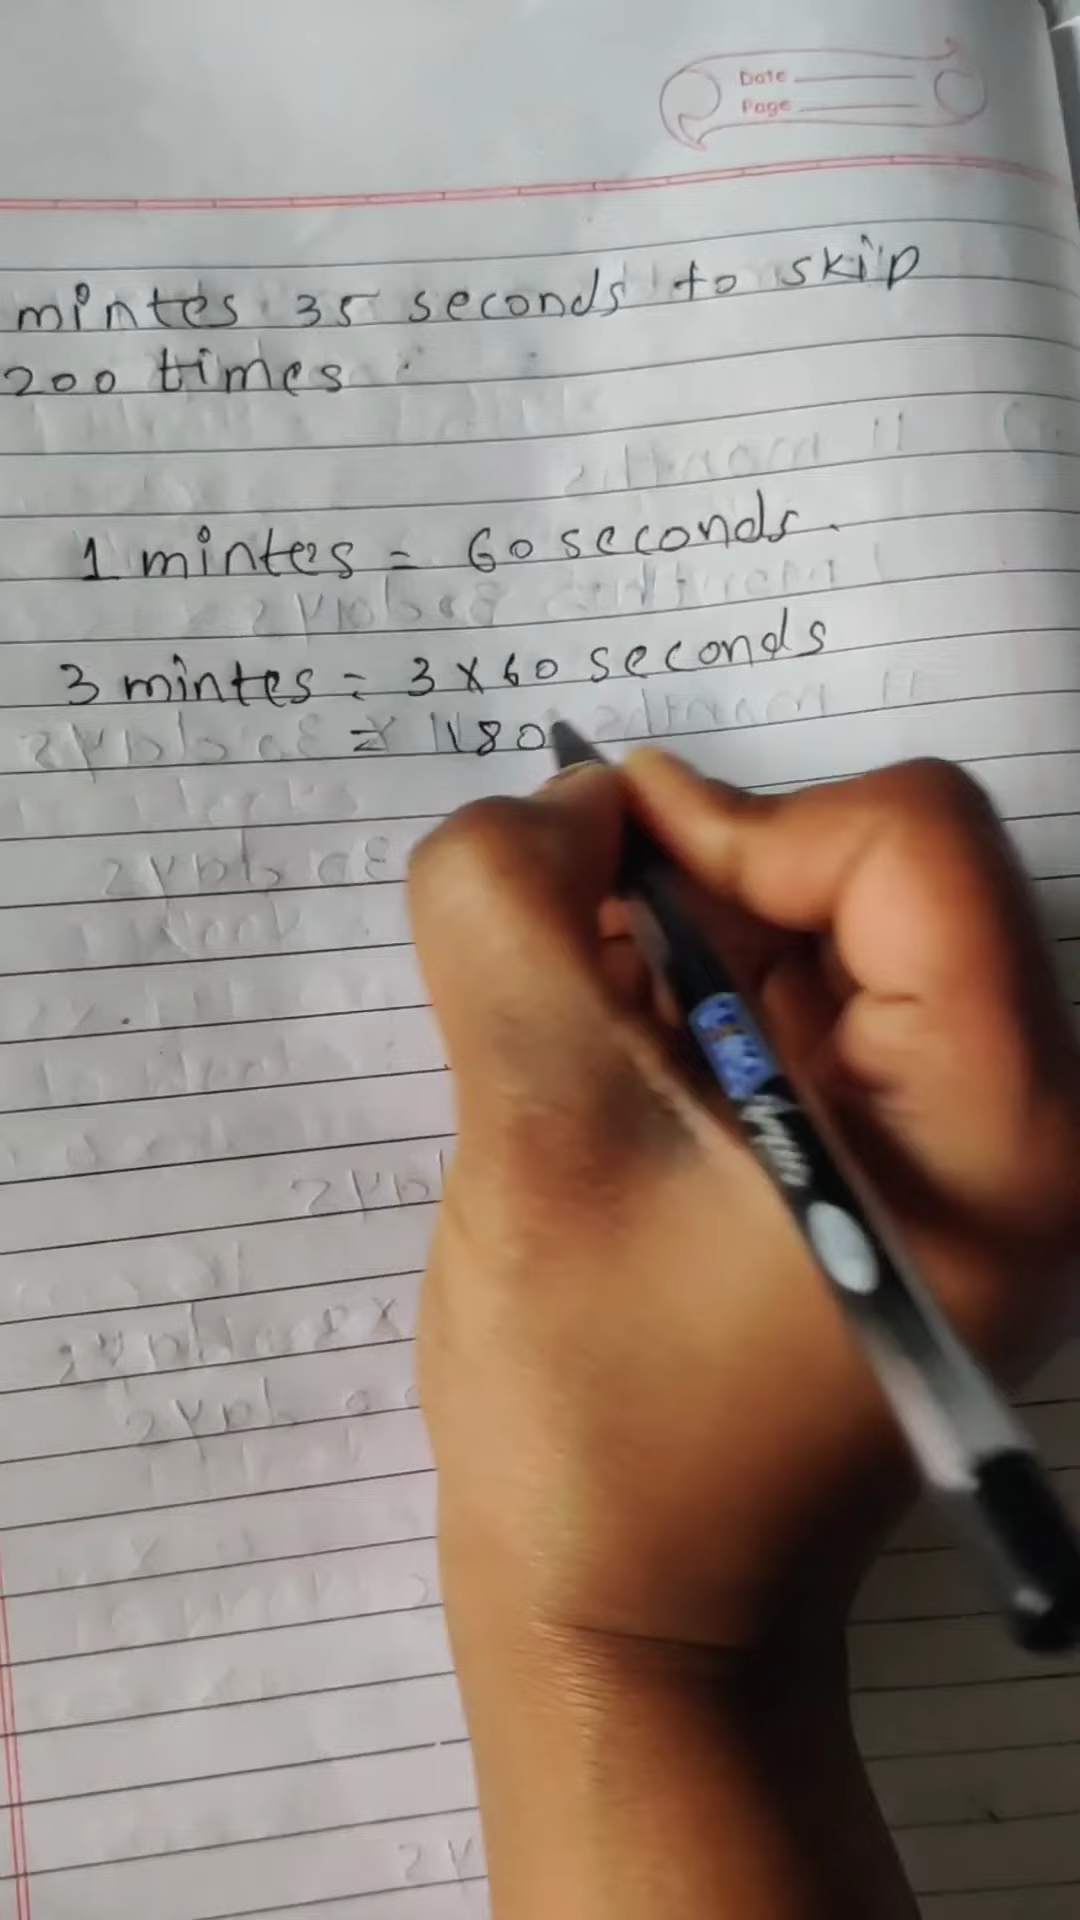 Date
Page
mintes 35 seconds to skip
200 times
1 mintes = 60 seconds.
3 mintes = 3 x 60 seconds
= 180